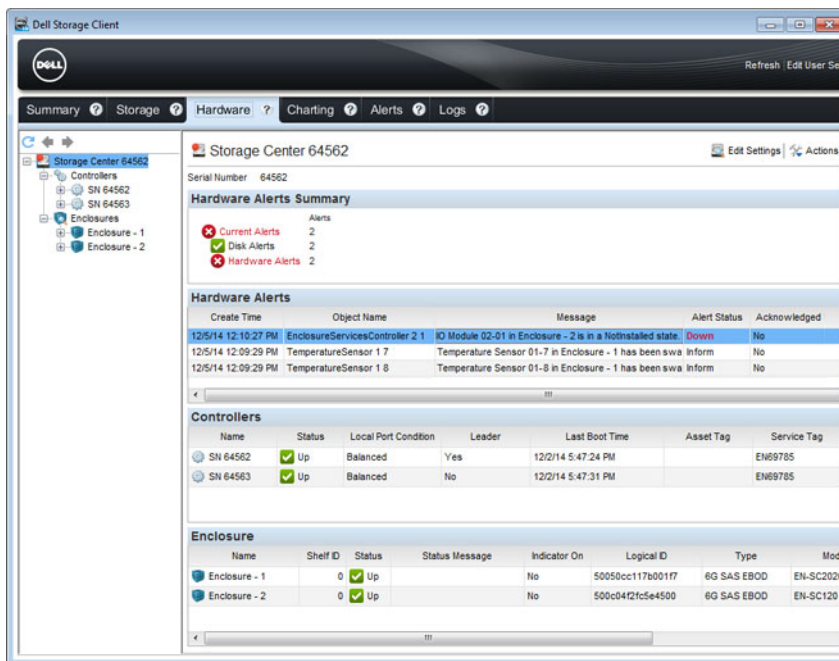 Dell Storage Client
DELL
Refresh Edit User Se
Summary ? Storage ? Hardware ? Charting ? Alerts ? Logs ?
Storage Center 64562
Controllers
SN 64562
SN 64563
Enclosures
Enclosure - 1
Enclosure - 2
Storage Center 64562
Edit Settings Actions
Serial Number 64562
Hardware Alerts Summary
Alerts
Current Alerts 2
Disk Alerts 2
Hardware Alerts 2
Hardware Alerts
Create Time Object Name Message Alert Status Acknowledged
12/5/14 12:10:27 PM EnclosureServicesController 2 1 IO Module 02-01 in Enclosure - 2 is in a NotInstalled state. Down No
12/5/14 12:09:29 PM TemperatureSensor 1 7 Temperature Sensor 01-7 in Enclosure - 1 has been swa Inform No
12/5/14 12:09:29 PM TemperatureSensor 1 8 Temperature Sensor 01-8 in Enclosure - 1 has been swa Inform No
Controllers
Name Status Local Port Condition Leader Last Boot Time Asset Tag Service Tag
SN 64562 Up Balanced Yes 12/2/14 5:47:24 PM EN69785
SN 64563 Up Balanced No 12/2/14 5:47:31 PM EN69785
Enclosure
Name Shelf ID Status Status Message Indicator On Logical ID Type Mod
Enclosure - 1 0 Up No 50050cc117b001f7 6G SAS EBOD EN-SC202
Enclosure - 2 0 Up No 500c04f2fc5e4500 6G SAS EBOD EN-SC120